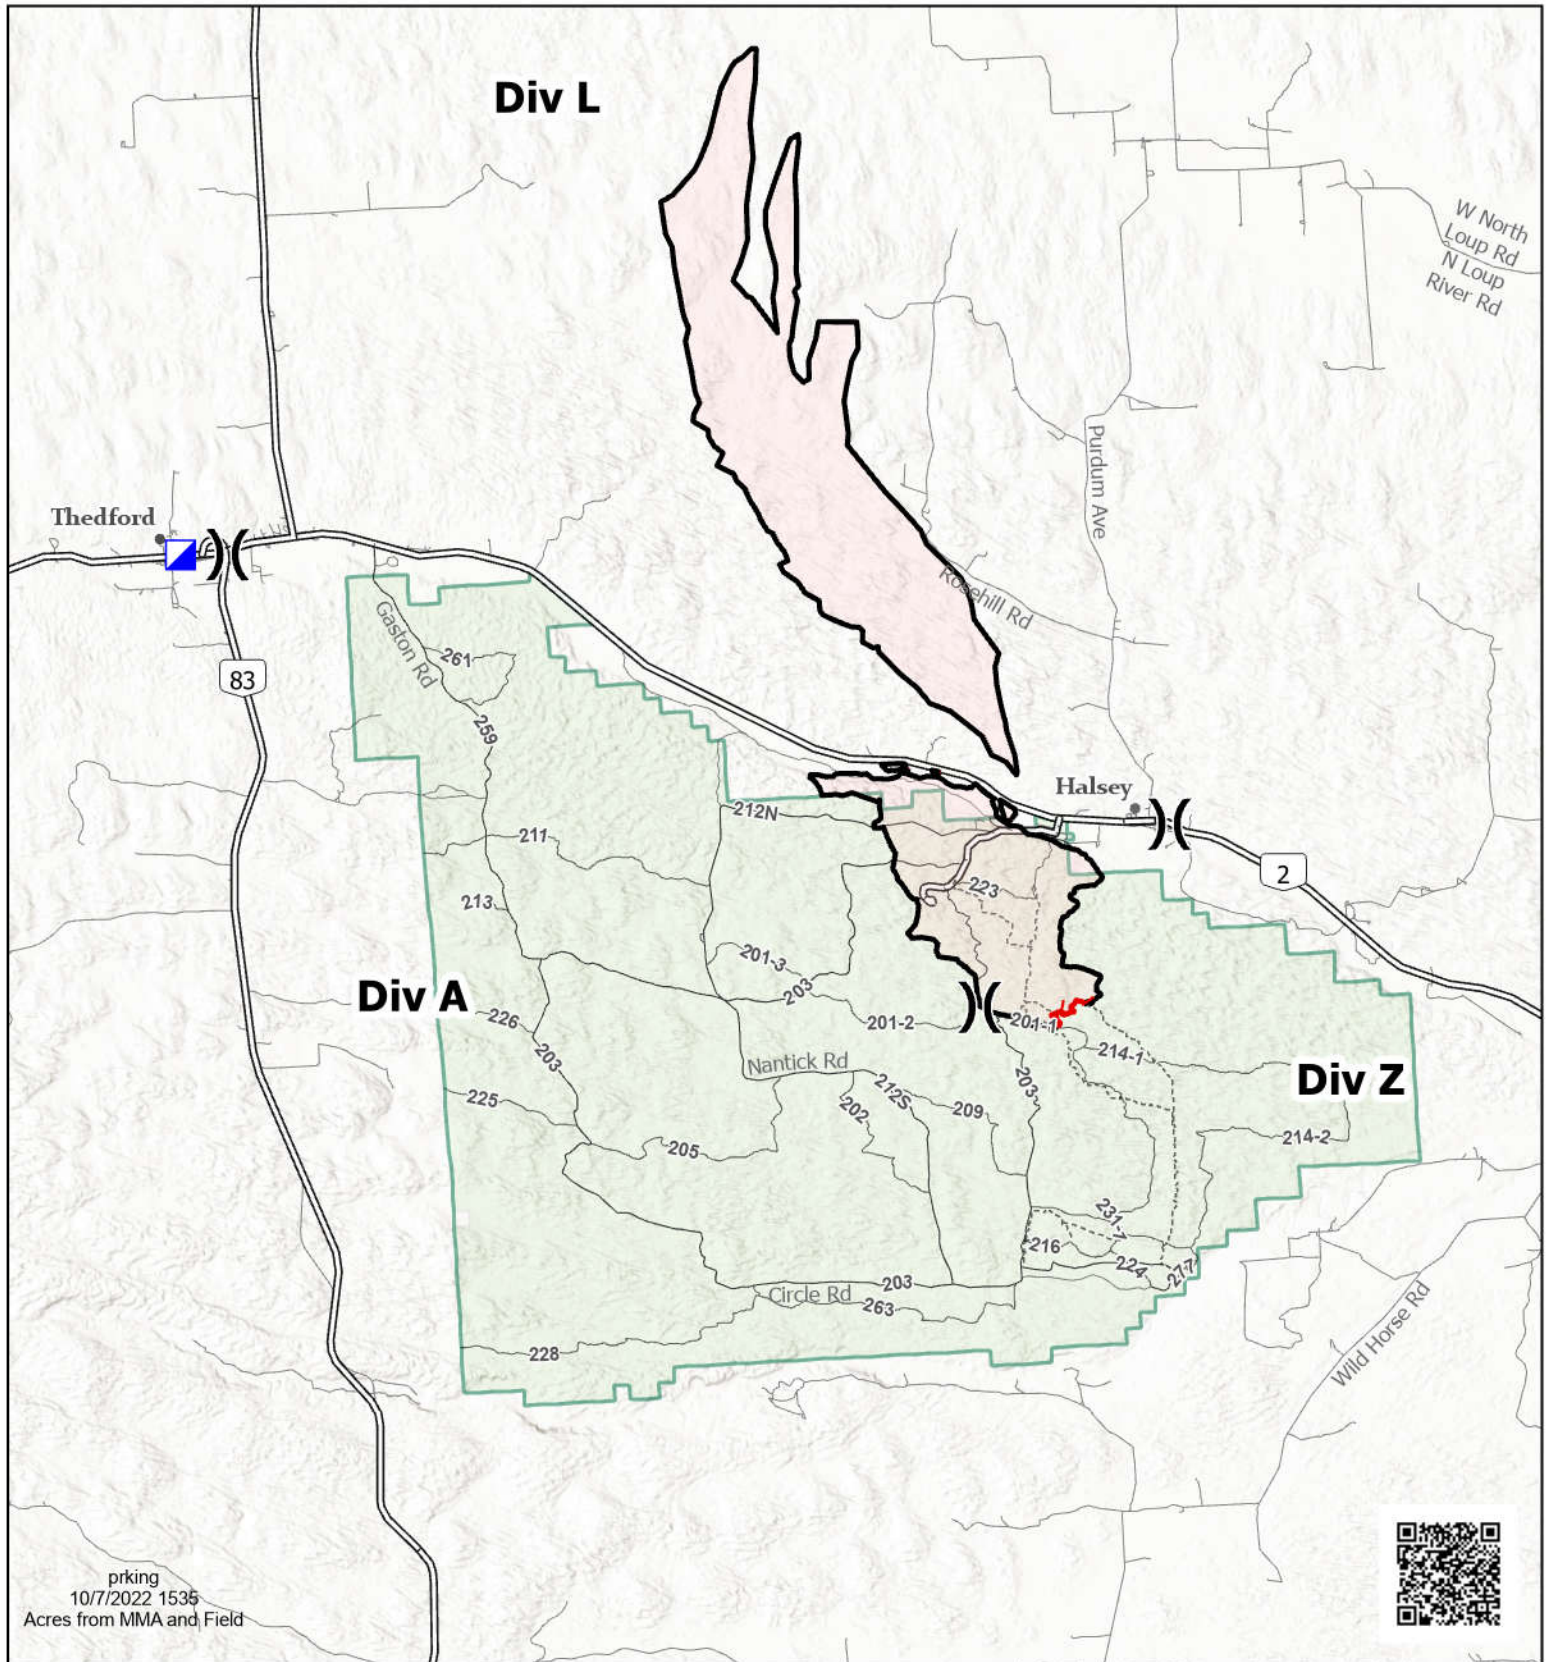 Div L
W North
Loup Rd
N Loup
River Rd
Purdum Ave
Thedford
Rosehill Rd
Gaston Rd
261
83
259
Halsey
212N
211
2
223
213
201-3
203
Div A
226
201-2
201-1
203
Nantick Rd
214-1
Div Z
225
212S
203
202
209
214-2
205
231
216
224
277
203
Circle Rd
263
228
Wild Horse Rd
prking
10/7/2022 1535
Acres from MMA and Field